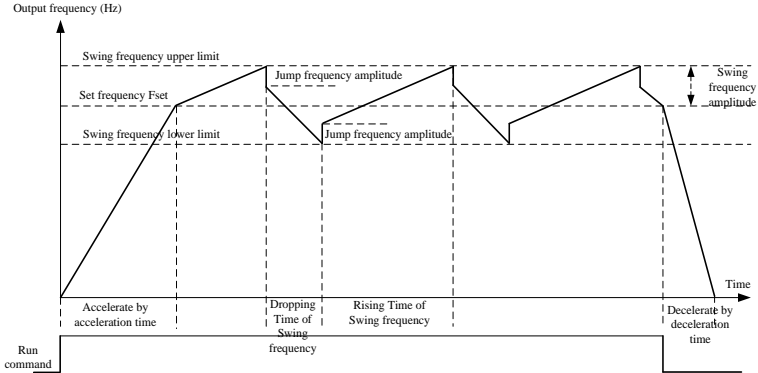 Output frequency (Hz)
Swing frequency upper limit
Jump frequency amplitude
Swing
frequency
amplitude
Set frequency Fset
Swing frequency lower limit
Jump frequency amplitude
Time
Accelerate by
acceleration time
Dropping
Time of
Swing
frequency
Rising Time of
Swing frequency
Decelerate by
deceleration
time
Run
command